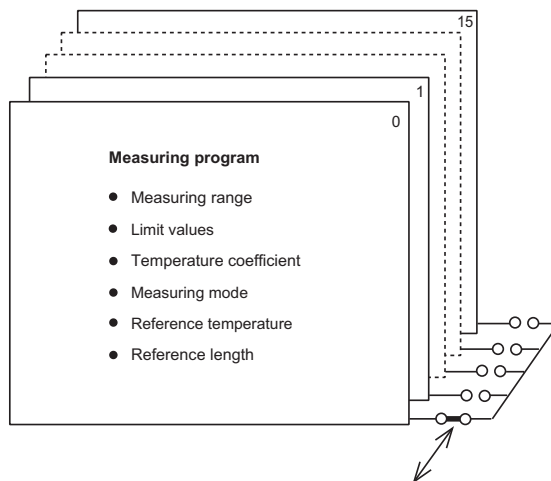 15
1
0
Measuring program
• Measuring range
• Limit values
• Temperature coefficient
• Measuring mode
• Reference temperature
• Reference length